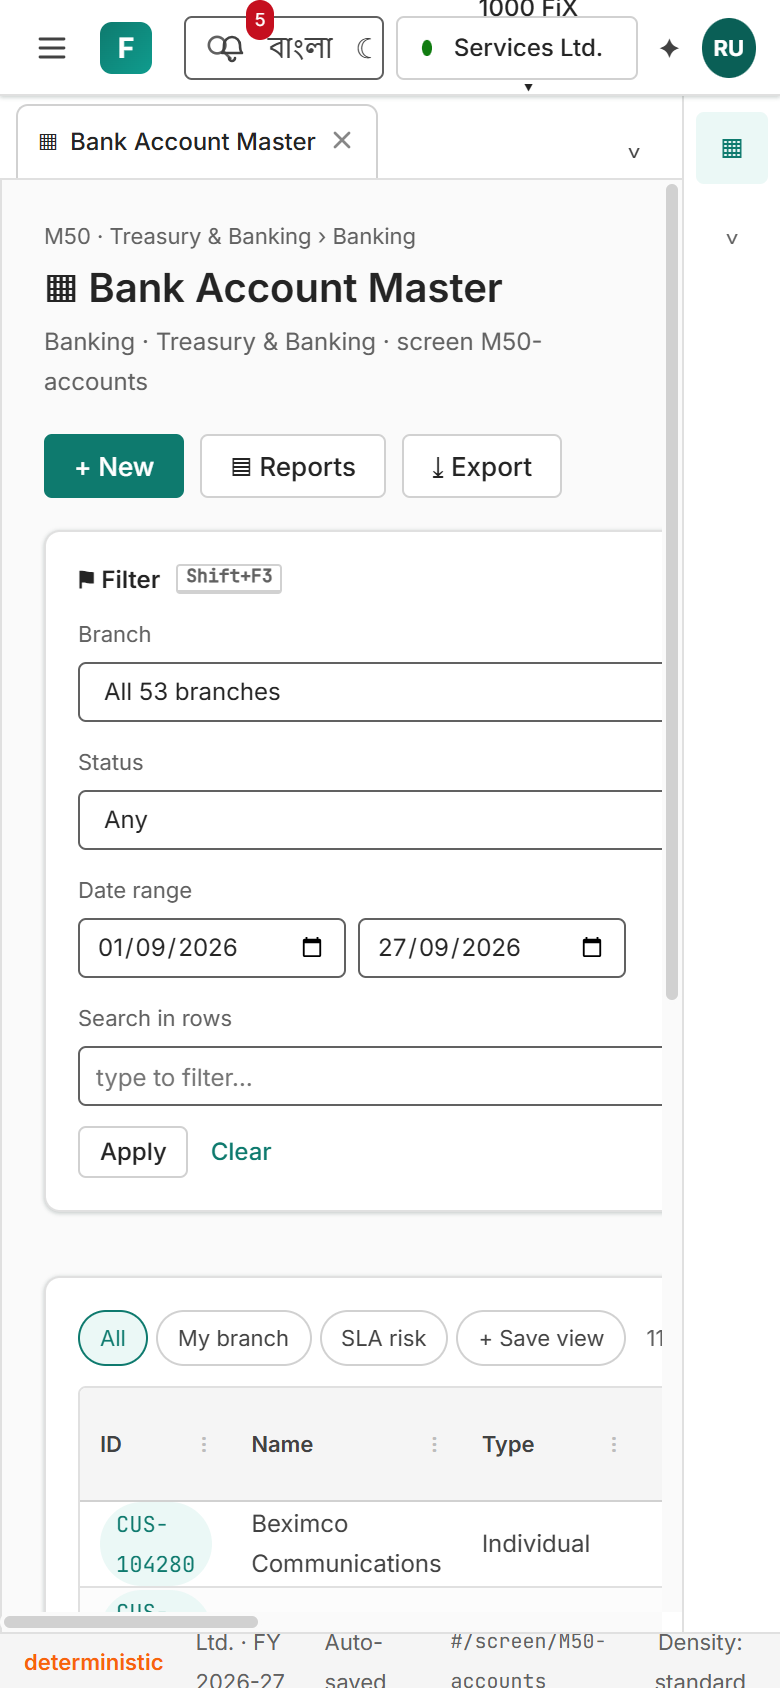 5
1000 FiX
F
বাংলা
Services Ltd.
RU
Bank Account Master
M50 · Treasury & Banking › Banking
Bank Account Master
Banking · Treasury & Banking · screen M50-
accounts
+ New
Reports
Export
Filter Shift+F3
Branch
All 53 branches
Status
Any
Date range
01/09/2026 27/09/2026
Search in rows
type to filter...
Apply Clear
All My branch SLA risk + Save view 11
ID Name Type
CUS-
104280
Beximco
Communications
Individual
CUS-
deterministic
Ltd. · FY
2026-27
Auto-
saved
#/screen/M50-
accounts
Density:
standard